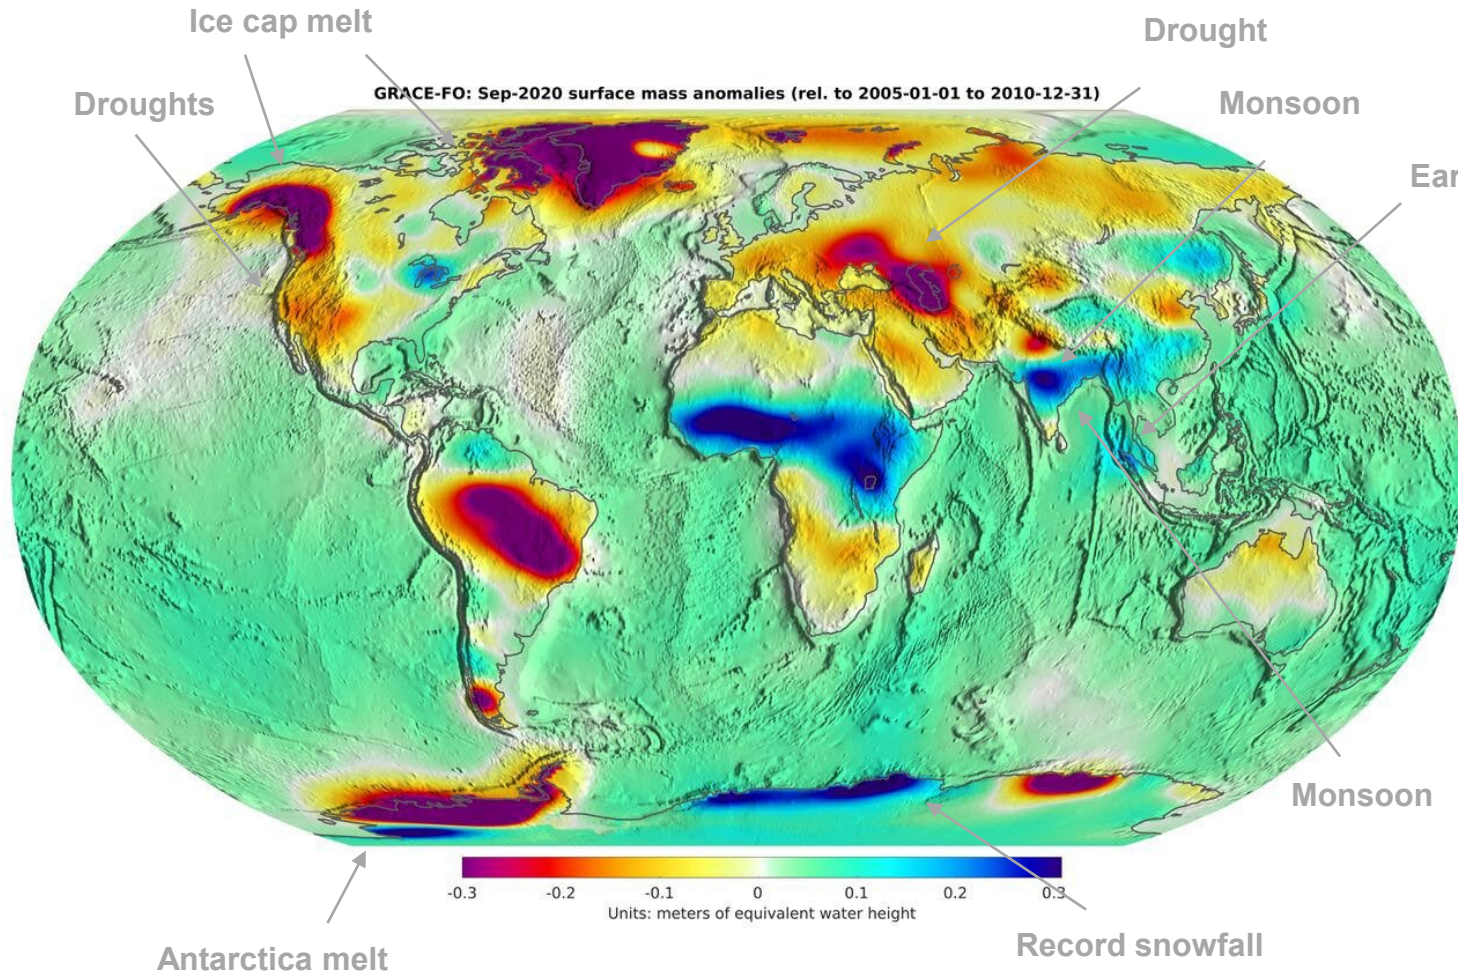 Ice cap melt
Drought
GRACE-FO: Sep-2020 surface mass anomalies (rel. to 2005-01-01 to 2010-12-31)
Droughts
Monsoon
Ear
Monsoon
-0.3 -0.2 -0.1 0 0.1 0.2 0.3
Units: meters of equivalent water height
Antarctica melt
Record snowfall